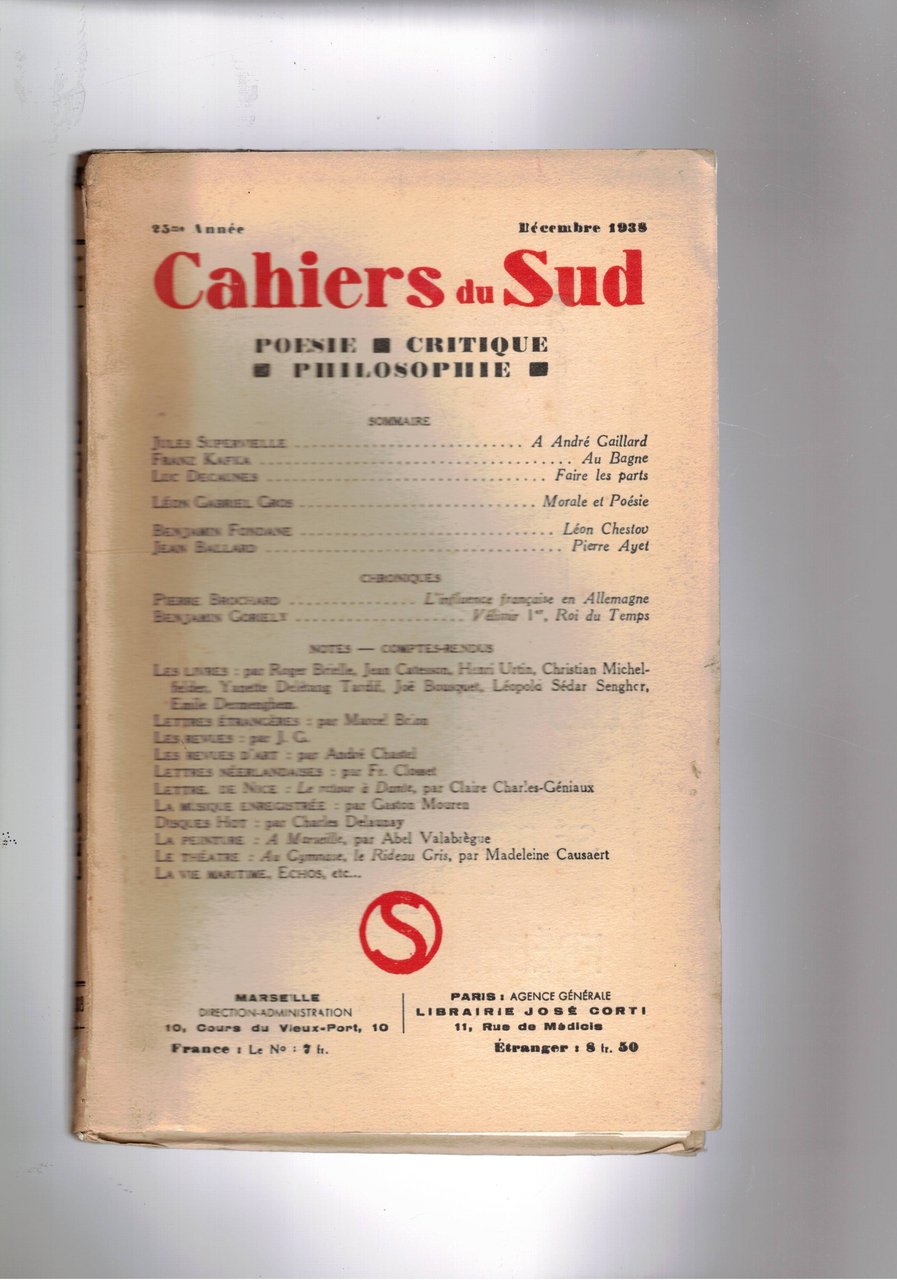 25me Année Décembre 1938
Cahiers du Sud
POESIE ■ CRITIQUE
■ PHILOSOPHIE ■
SOMMAIRE
JULES SUPERVIELLE ........ A André Gaillard
FRANZ KAFKA ........ Au Bagne
LUC DECAUNES ........ Faire les parts
LÉON GABRIEL GROS ........ Morale et Poésie
BENJAMIN FONDANE ........ Léon Chestov
JEAN BALLARD ........ Pierre Ayet
CHRONIQUES
PIERRE BROCHARD ........ L'influence française en Allemagne
BENJAMIN GORIELY ........ Vélimir 1er, Roi du Temps
NOTES — COMPTES-RENDUS
LES LIVRES : par Roger Brielle, Jean Catesson, Henri Urtin, Christian Michel-
felder, Yanette Delétang Tardif, Joë Bousquet, Léopold Sédar Senghor,
Emile Dermenghem.
LETTRES ÉTRANGÈRES : par Marcel Brion
LES REVUES : par J. G.
LES REVUES D'ART : par André Chastel
LETTRES NÉERLANDAISES : par Fr. Closset
LETTRE DE NICE : Le retour à Dante, par Claire Charles-Géniaux
LA MUSIQUE ENREGISTRÉE : par Gaston Mouren
DISQUES HOT : par Charles Delaunay
LA PEINTURE : A Marseille, par Abel Valabrègue
LE THÉATRE : Au Gymnase, le Rideau Gris, par Madeleine Causaert
LA VIE MARITIME, ECHOS, etc...
S
MARSEILLE
DIRECTION-ADMINISTRATION
10, Cours du Vieux-Port, 10
PARIS : AGENCE GÉNÉRALE
LIBRAIRIE JOSÉ CORTI
11, Rue de Médicis
France : Le No : 7 fr. Étranger : 8 fr. 50